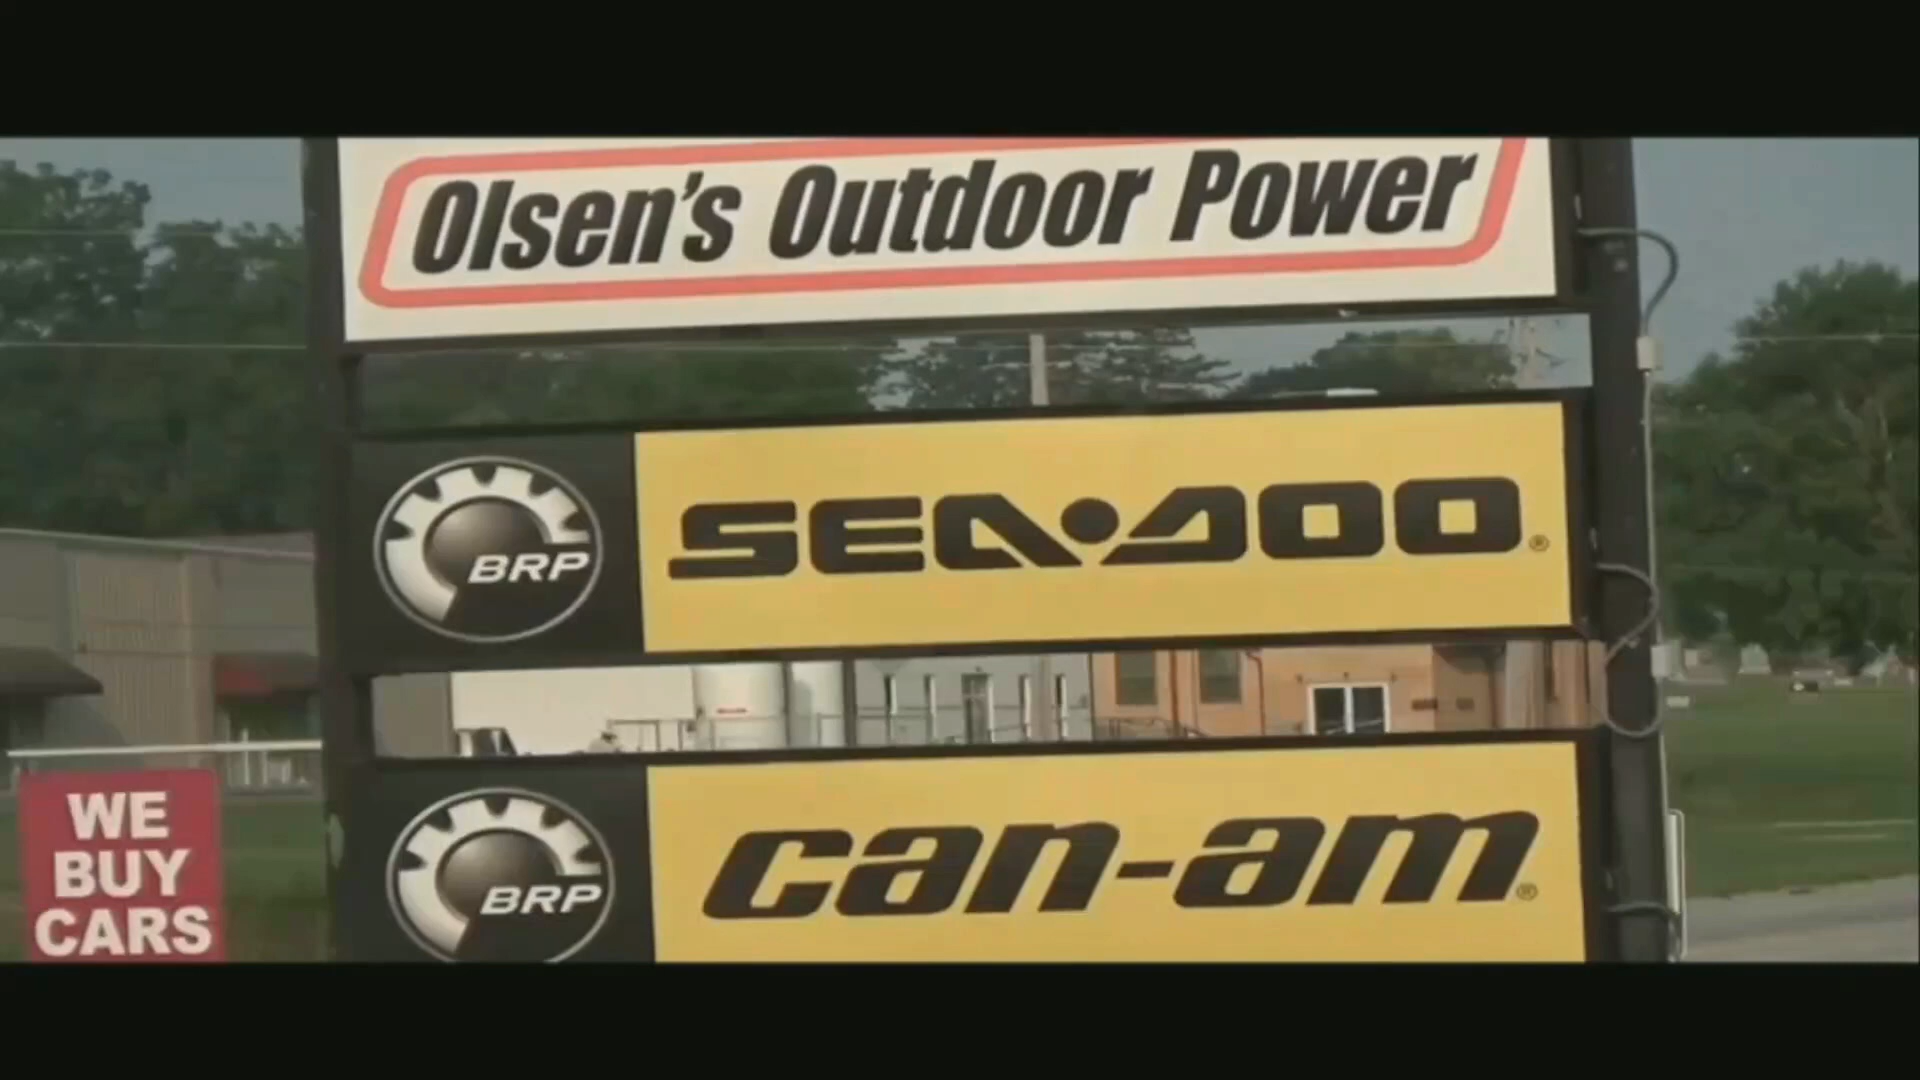 Olsen's Outdoor Power
BRP SEA-DOO®
BRP can-am®
WE
BUY
CARS